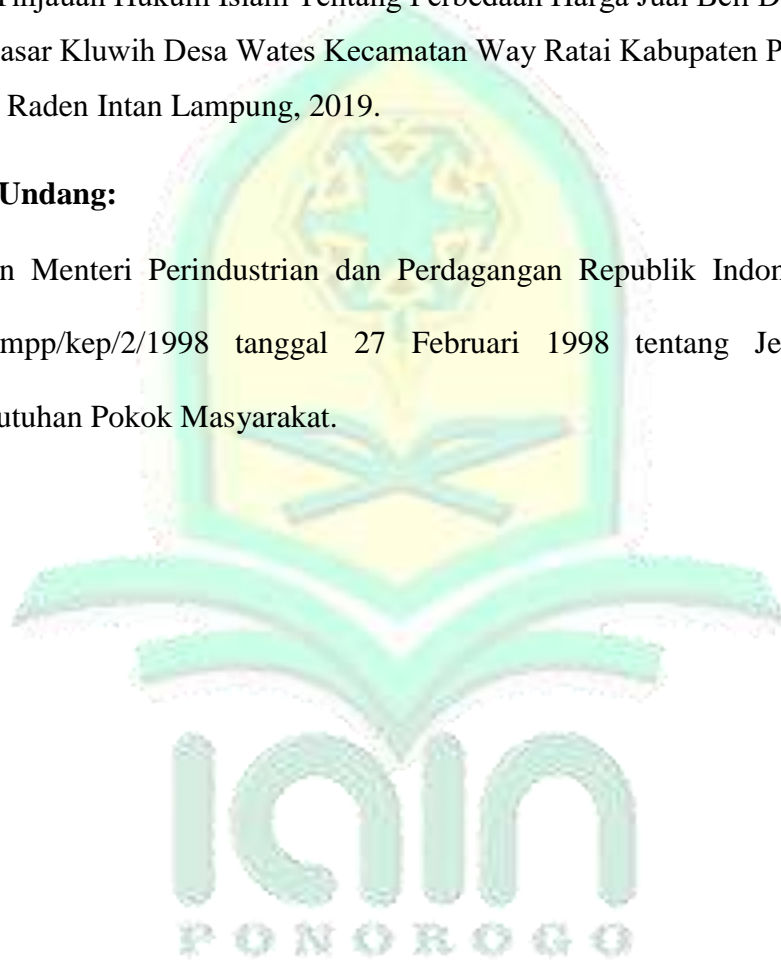 injauan Hukum Islam Tentang Perbedaan Harga Jual Beli D
asar Kluwih Desa Wates Kecamatan Way Ratai Kabupaten P
Raden Intan Lampung, 2019.
Undang:
n Menteri Perindustrian dan Perdagangan Republik Indon
mpp/kep/2/1998 tanggal 27 Februari 1998 tentang Je
utuhan Pokok Masyarakat.
iain
PONOROGO